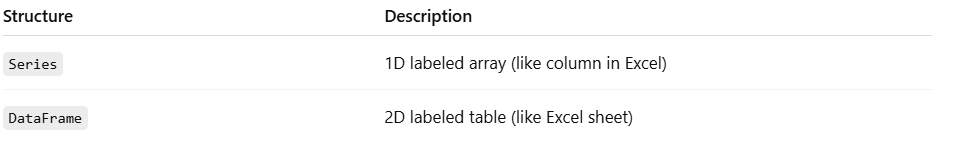 Structure Description
Series 1D labeled array (like column in Excel)
DataFrame 2D labeled table (like Excel sheet)